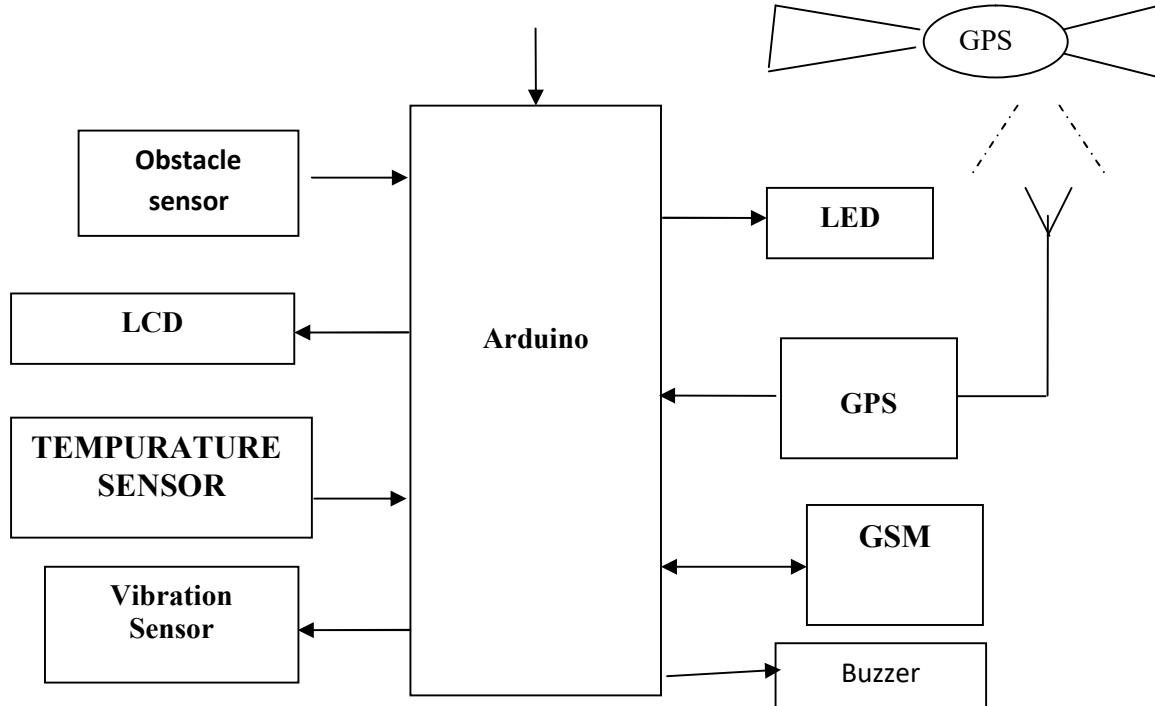 GPS
Obstacle
sensor
LED
LCD
Arduino
GPS
TEMPURATURE
SENSOR
GSM
Vibration
Sensor
Buzzer